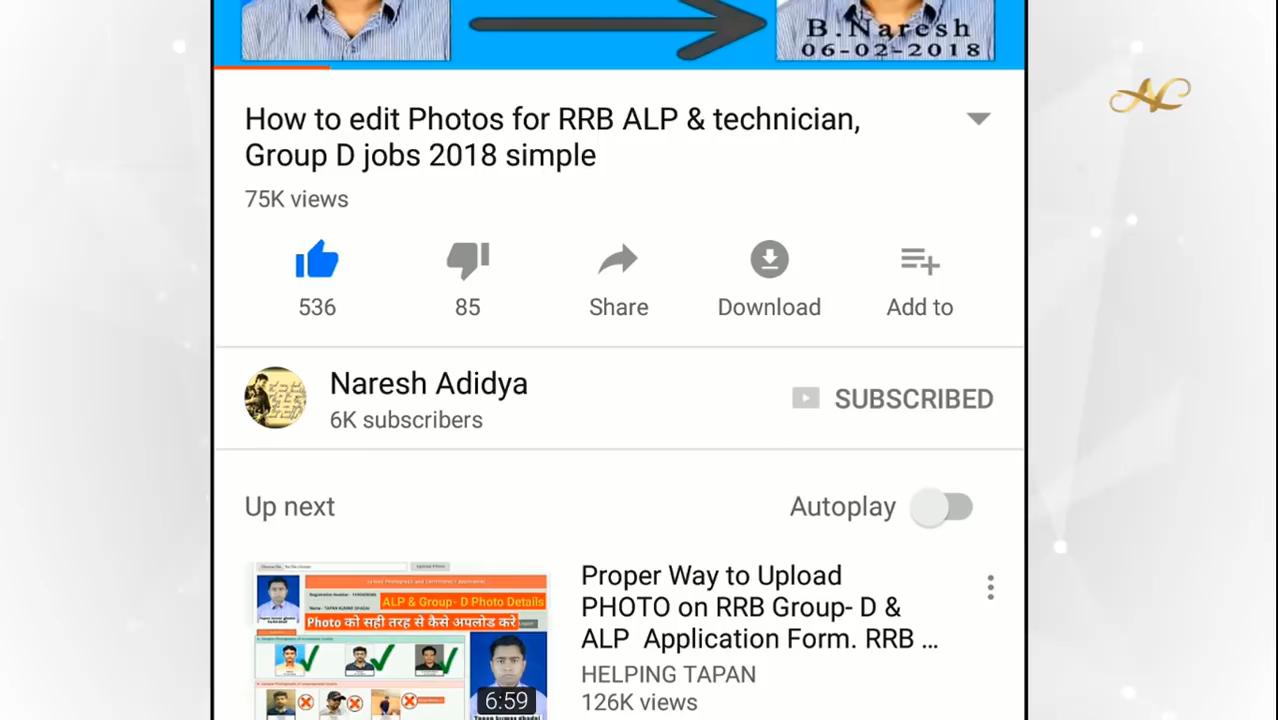 B.Naresh
06-02-2018
How to edit Photos for RRB ALP & technician,
Group D jobs 2018 simple
75K views
536
85
Share
Download
Add to
Naresh Adidya
6K subscribers
SUBSCRIBED
Up next
Autoplay
ALP & Group- D Photo Details
Photo को सही तरह से कैसे अपलोड करे
6:59
Proper Way to Upload
PHOTO on RRB Group- D &
ALP Application Form. RRB ...
HELPING TAPAN
126K views